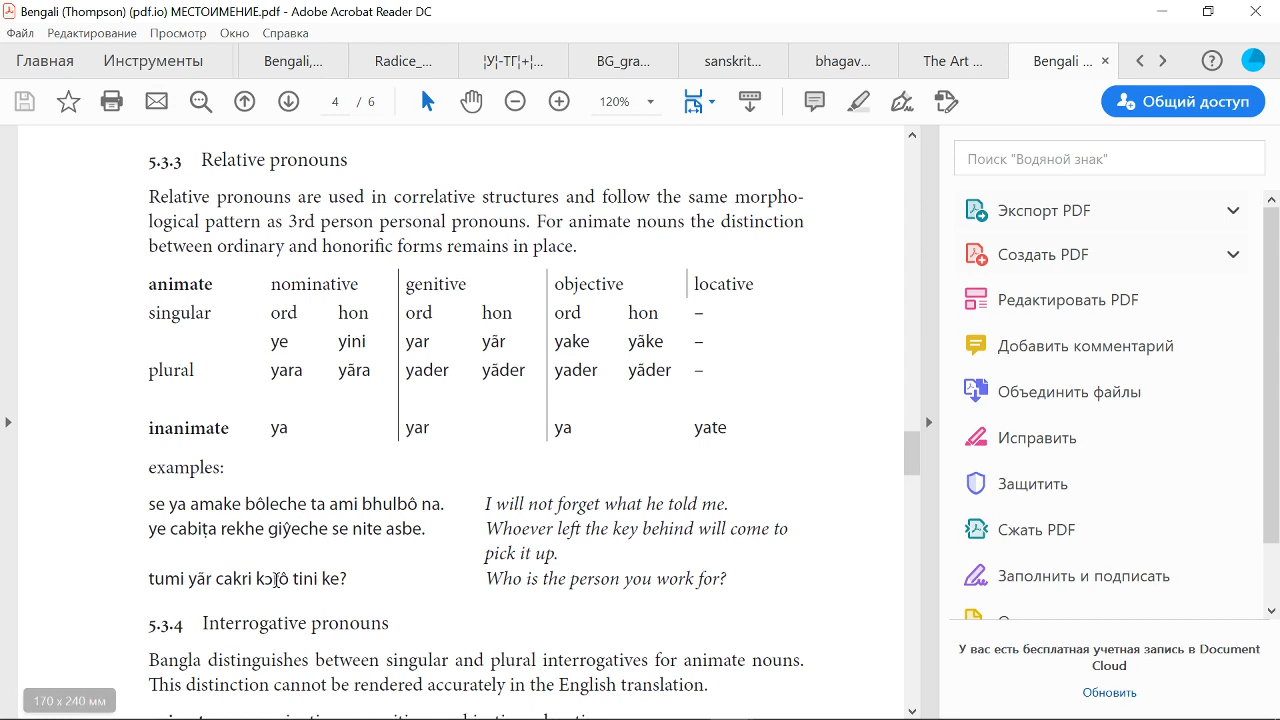 Bengali (Thompson) (pdf.io) МЕСТОИМЕНИЕ.pdf - Adobe Acrobat Reader DC
Файл Редактирование Просмотр Окно Справка
Главная Инструменты Bengali,... Radice_... ¦У¦-ТГ¦+¦... BG_gra... sanskrit... bhagav... The Art ... Bengali ... ×
4 / 6 120% Общий доступ
5.3.3 Relative pronouns
Relative pronouns are used in correlative structures and follow the same morpho-
logical pattern as 3rd person personal pronouns. For animate nouns the distinction
between ordinary and honorific forms remains in place.
animate nominative genitive objective locative
singular ord hon ord hon ord hon –
ye yini yar yãr yake yãke –
plural yara yãra yader yãder yader yãder –
inanimate ya yar ya yate
examples:
se ya amake bôleche ta ami bhulbô na. I will not forget what he told me.
ye cabiṭa rekhe giŷeche se nite asbe. Whoever left the key behind will come to
pick it up.
tumi yãr cakri tini ke? Who is the person you work for?
5.3.4 Interrogative pronouns
Bangla distinguishes between singular and plural interrogatives for animate nouns.
This distinction cannot be rendered accurately in the English translation.
170 x 240 мм
Поиск "Водяной знак"
Экспорт PDF
Создать PDF
Редактировать PDF
Добавить комментарий
Объединить файлы
Исправить
Защитить
Сжать PDF
Заполнить и подписать
У вас есть бесплатная учетная запись в Document
Cloud
Обновить